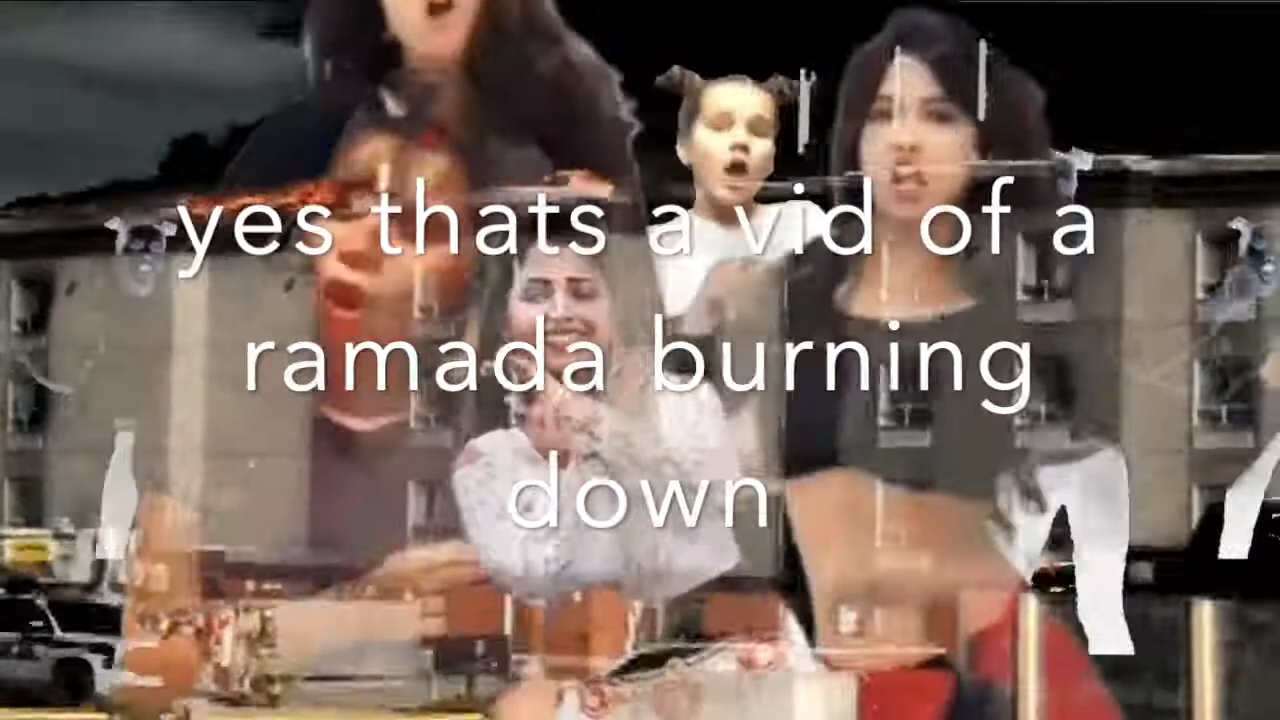 yes thats a vid of a
ramada burning
down